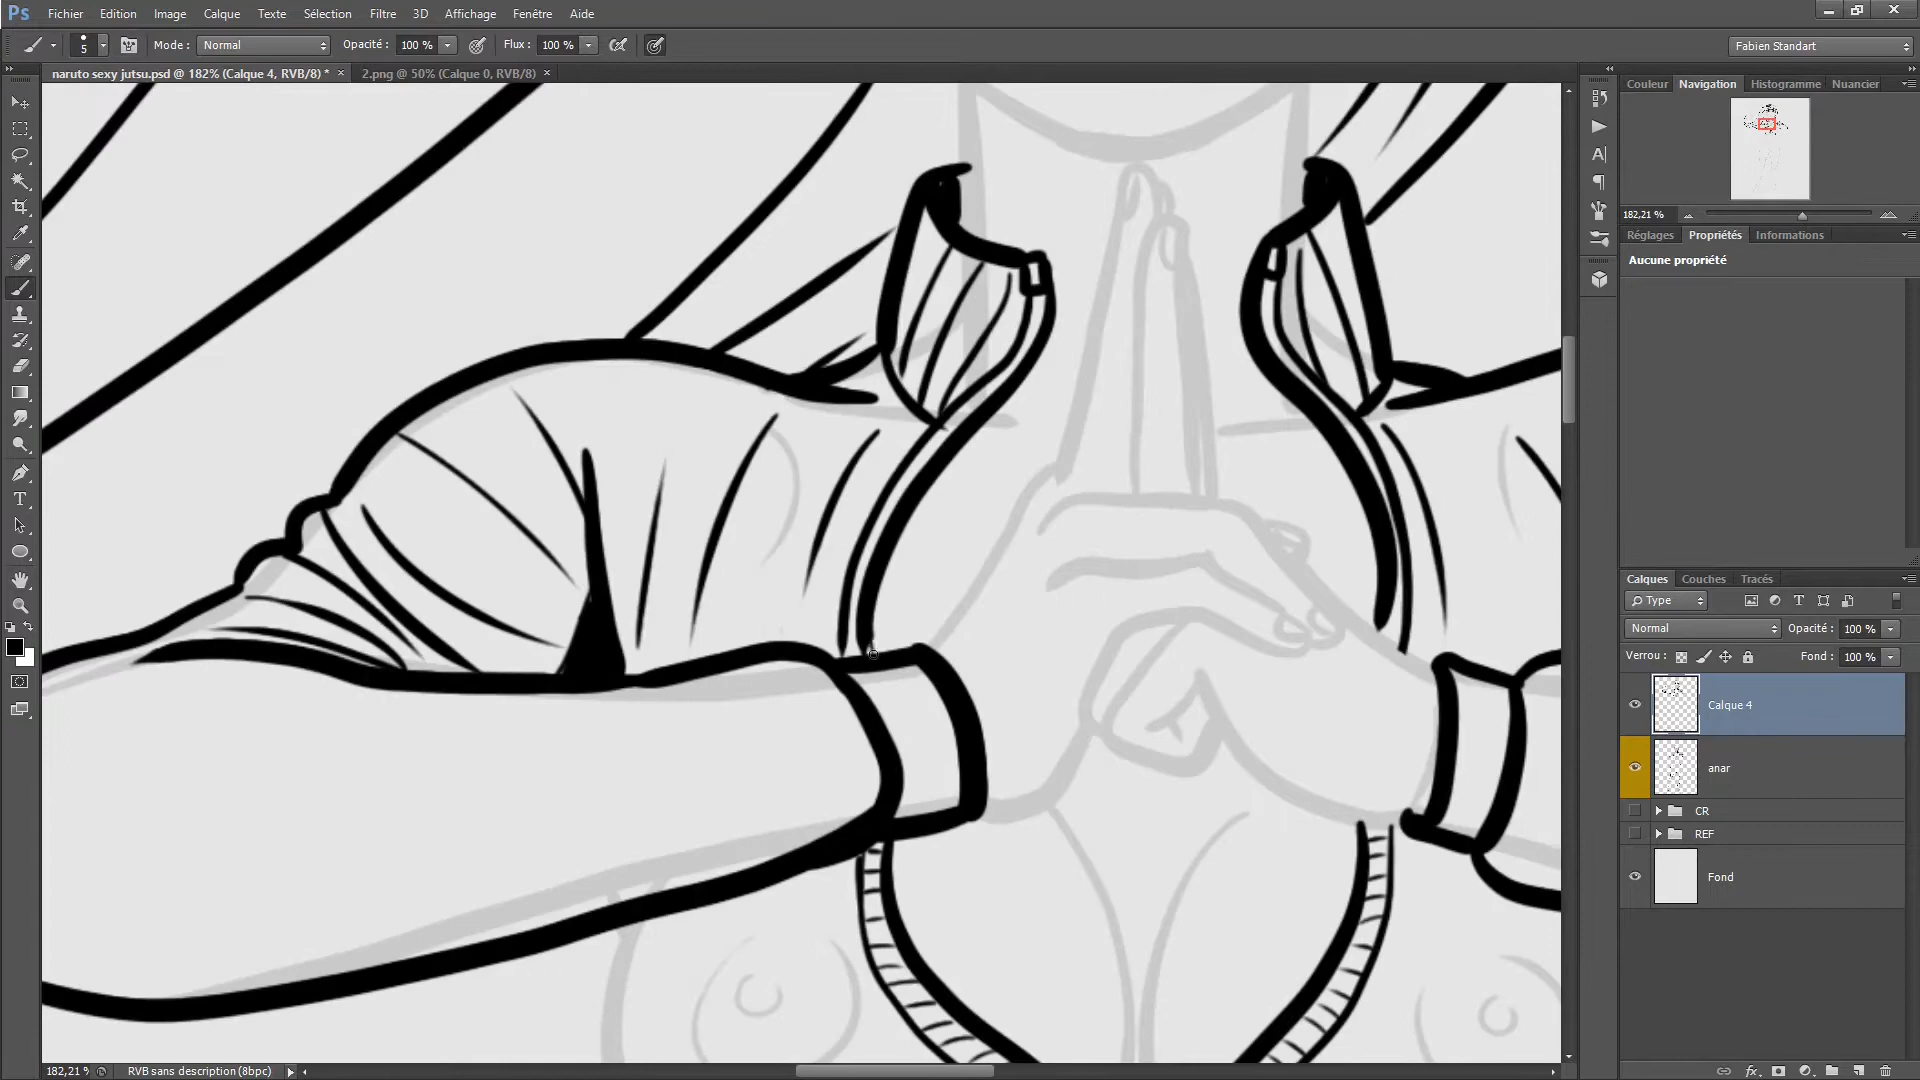 Ps Fichier Edition Image Calque Texte Sélection Filtre 3D Affichage Fenêtre Aide
5 Mode : Normal Opacité : 100 % Flux : 100 % Fabien Standart
naruto sexy jutsu.psd @ 182% (Calque 4, RVB/8) * × 2.png @ 50% (Calque 0, RVB/8) ×
Couleur Navigation Histogramme Nuancier
182,21 %
Réglages Propriétés Informations
Aucune propriété
Calques Couches Tracés
Type
Normal Opacité : 100 %
Verrou : Fond : 100 %
Calque 4
anar
CR
REF
Fond
182,21 % RVB sans description (8bpc)